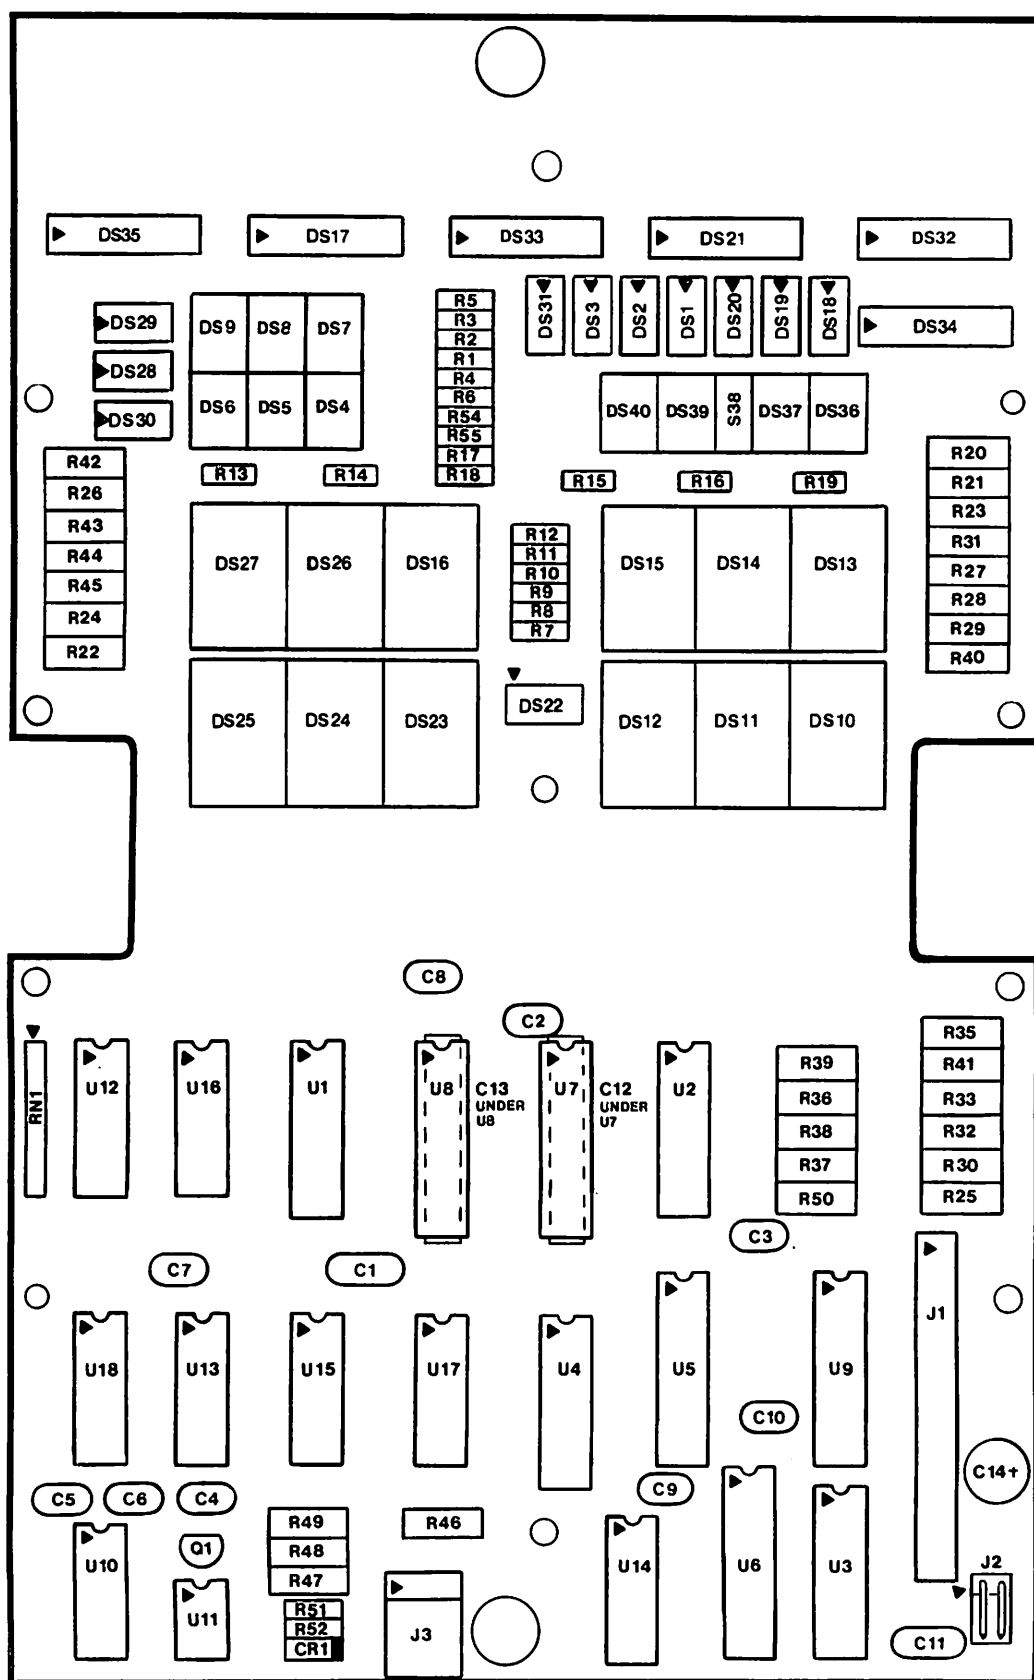 DS35 DS17 DS33 DS21 DS32
DS31 DS3 DS2 DS1 DS20 DS19 DS18
DS34
DS29
DS28
DS30
DS9 DS8 DS7
DS6 DS5 DS4
R5
R3
R2
R1
R4
R6
R54
R55
R17
R18
DS40 DS39 S38 DS37 DS36
R42
R26
R43
R44
R45
R24
R22
R13 R14
R15 R16 R19
R20
R21
R23
R31
R27
R28
R29
R40
DS27 DS26 DS16
R12
R11
R10
R9
R8
R7
DS15 DS14 DS13
DS25 DS24 DS23
DS22
DS12 DS11 DS10
C8
C2
RN1
U12 U16 U1 U8
C13
UNDER
U8
U7
C12
UNDER
U7
U2
R39
R36
R38
R37
R50
R35
R41
R33
R32
R30
R25
C3
C7 C1
J1
U18 U13 U15 U17 U4 U5 U9
C10
C14+
C5 C6 C4
C9
R49
R48
R47
R46
U10
Q1
U11
R51
R52
CR1
J3
U14 U6 U3
J2
C11